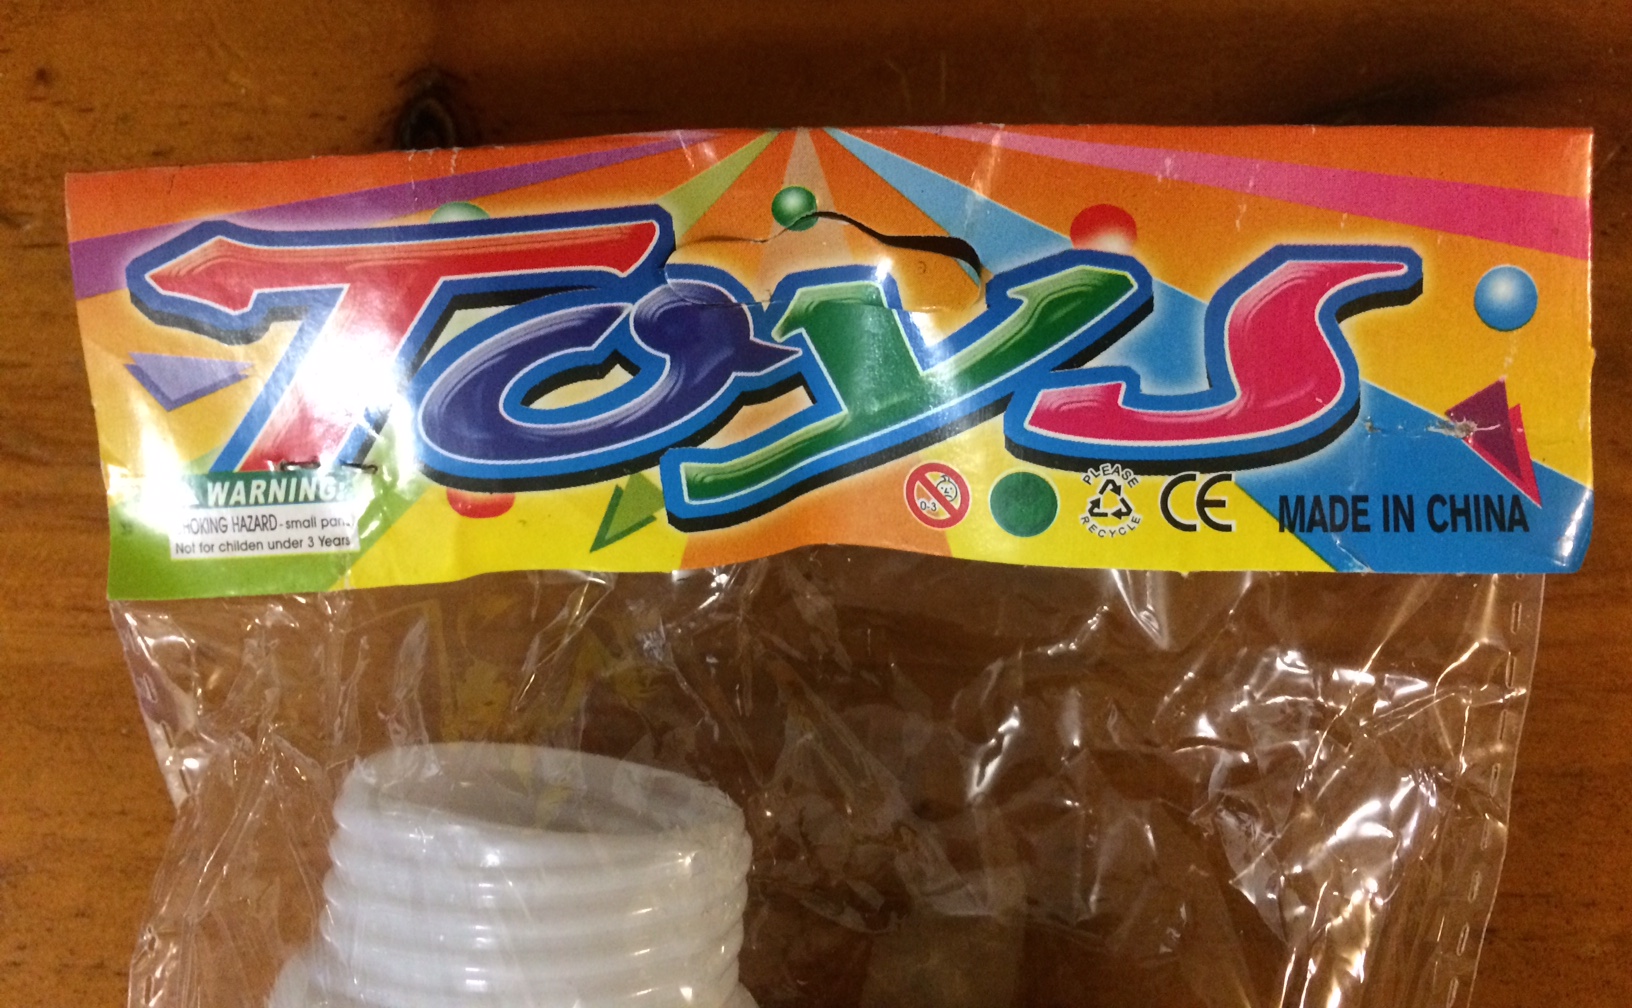 Toys
WARNING
HOKING HAZARD - small parts
Not for childen under 3 Years
0-3
PLEASE
RECYCLE
CE
MADE IN CHINA